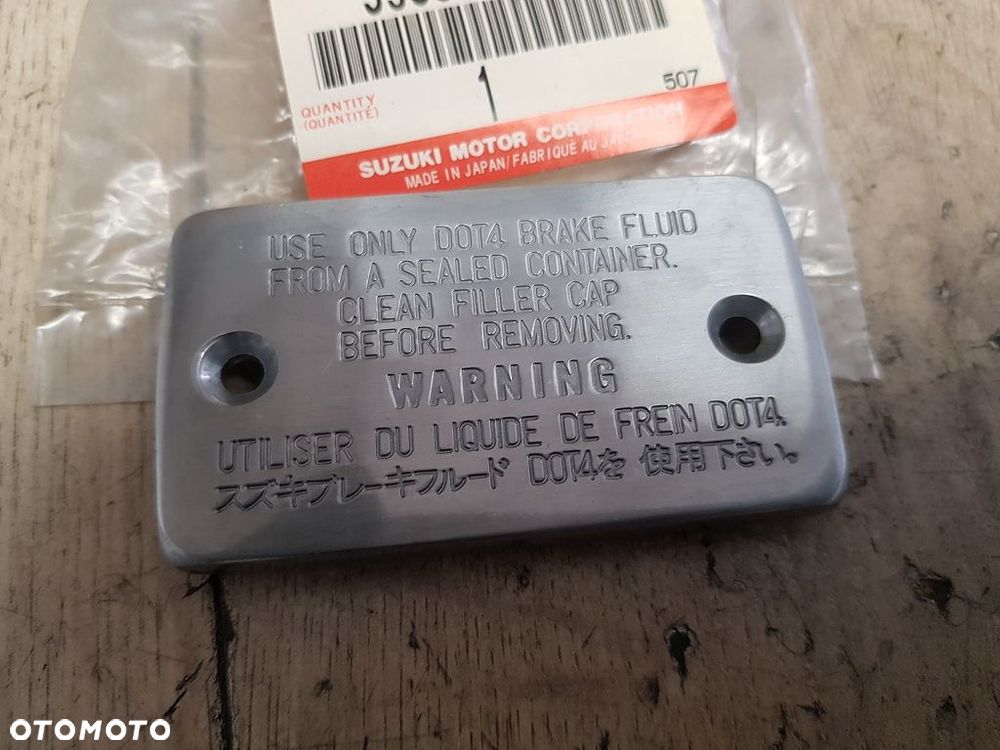 1
507
QUANTITY
(QUANTITÉ)
SUZUKI MOTOR CORPORATION
MADE IN JAPAN/FABRIQUÉ AU JAPON
USE ONLY DOT4 BRAKE FLUID
FROM A SEALED CONTAINER.
CLEAN FILLER CAP
BEFORE REMOVING.
WARNING
UTILISER DU LIQUIDE DE FREIN DOT4.
スズキブレーキフルード DOT4を 使用下さい。
OTOMOTO